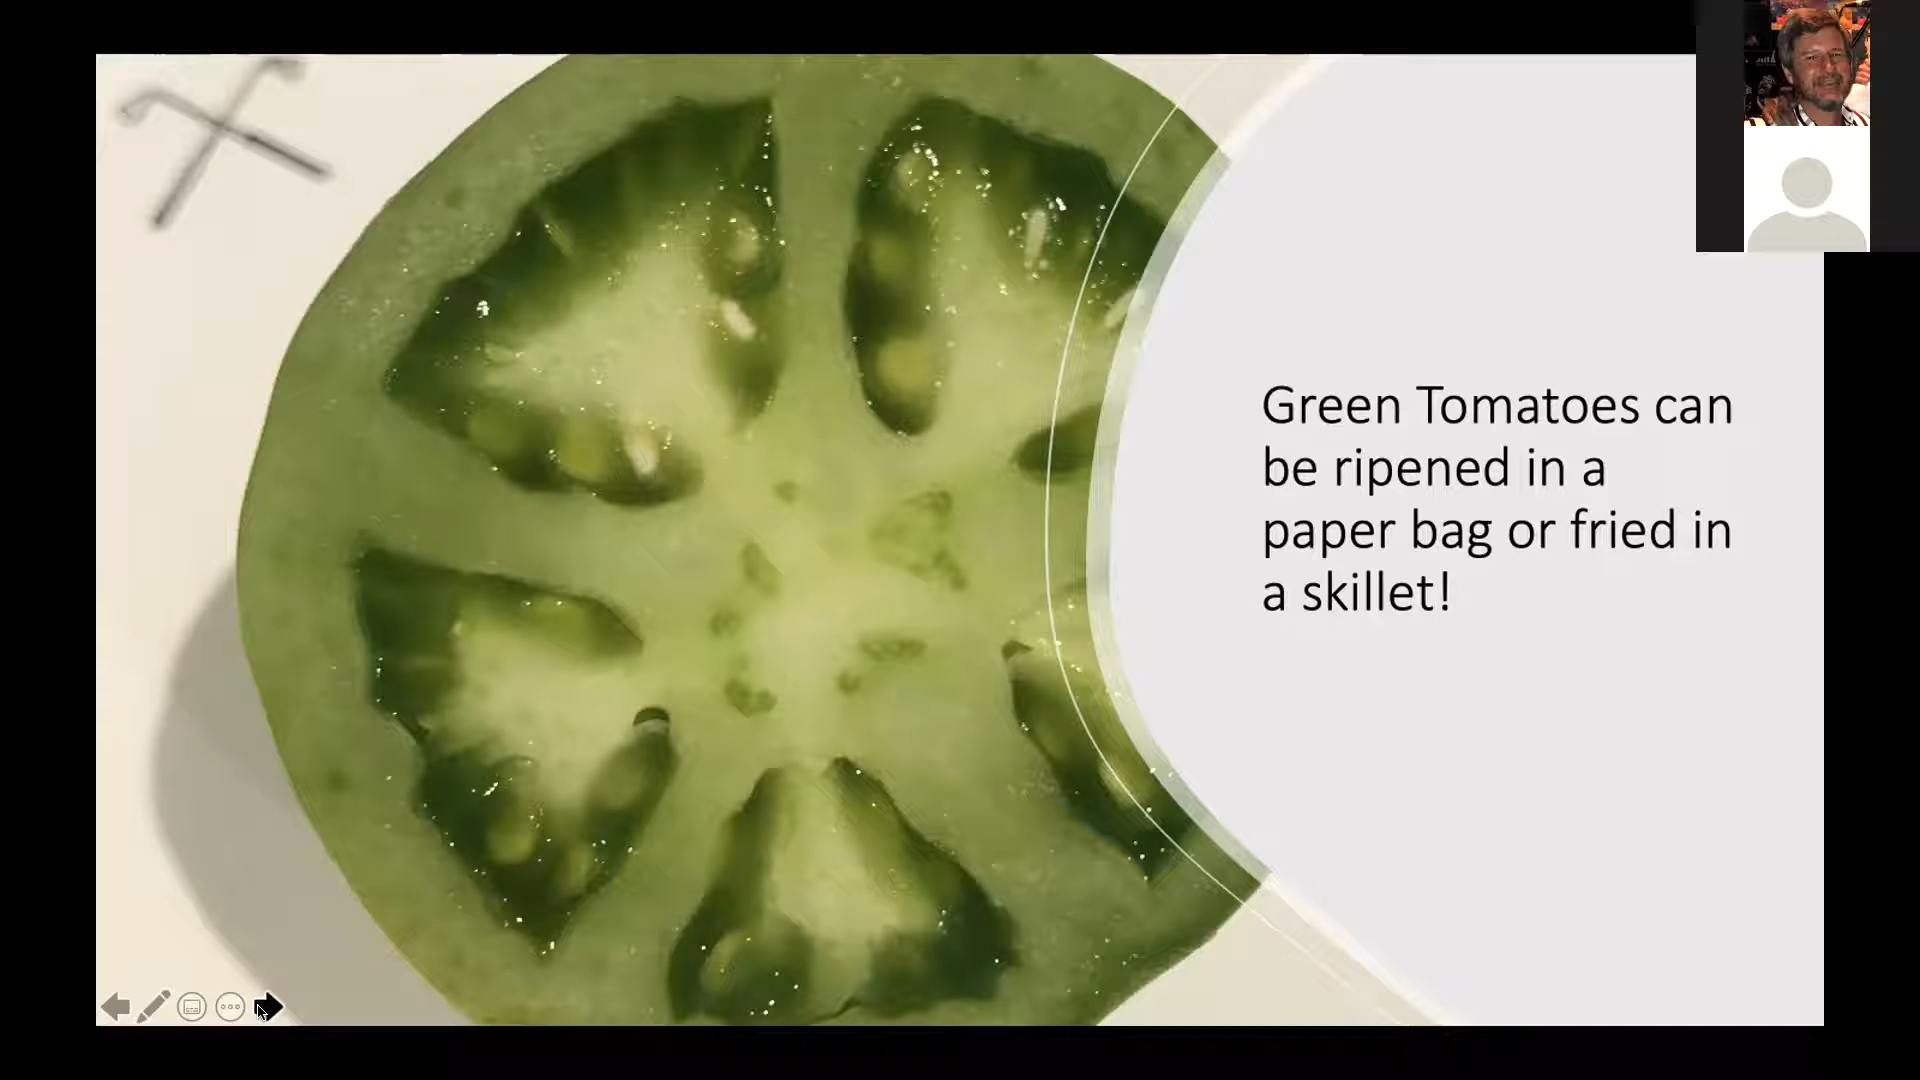 Green Tomatoes can
be ripened in a
paper bag or fried in
a skillet!